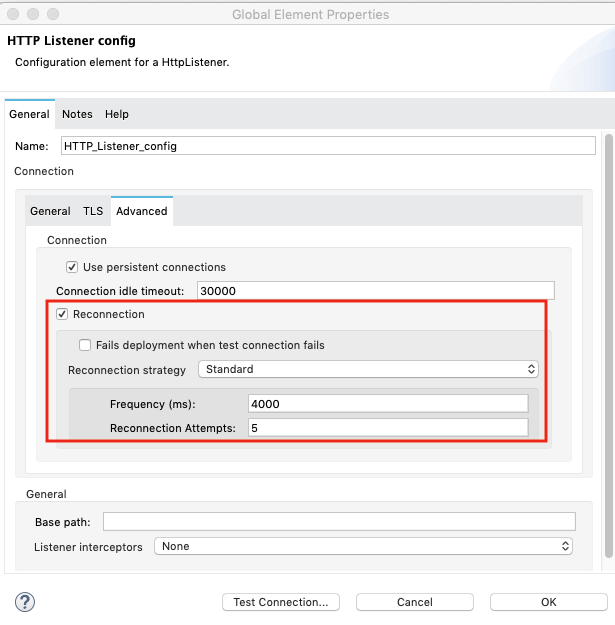 Global Element Properties
HTTP Listener config
Configuration element for a HttpListener.
General Notes Help
Name: HTTP_Listener_config
Connection
General TLS Advanced
Connection
Use persistent connections
Connection idle timeout: 30000
Reconnection
Fails deployment when test connection fails
Reconnection strategy Standard
Frequency (ms): 4000
Reconnection Attempts: 5
General
Base path:
Listener interceptors None
? Test Connection... Cancel OK